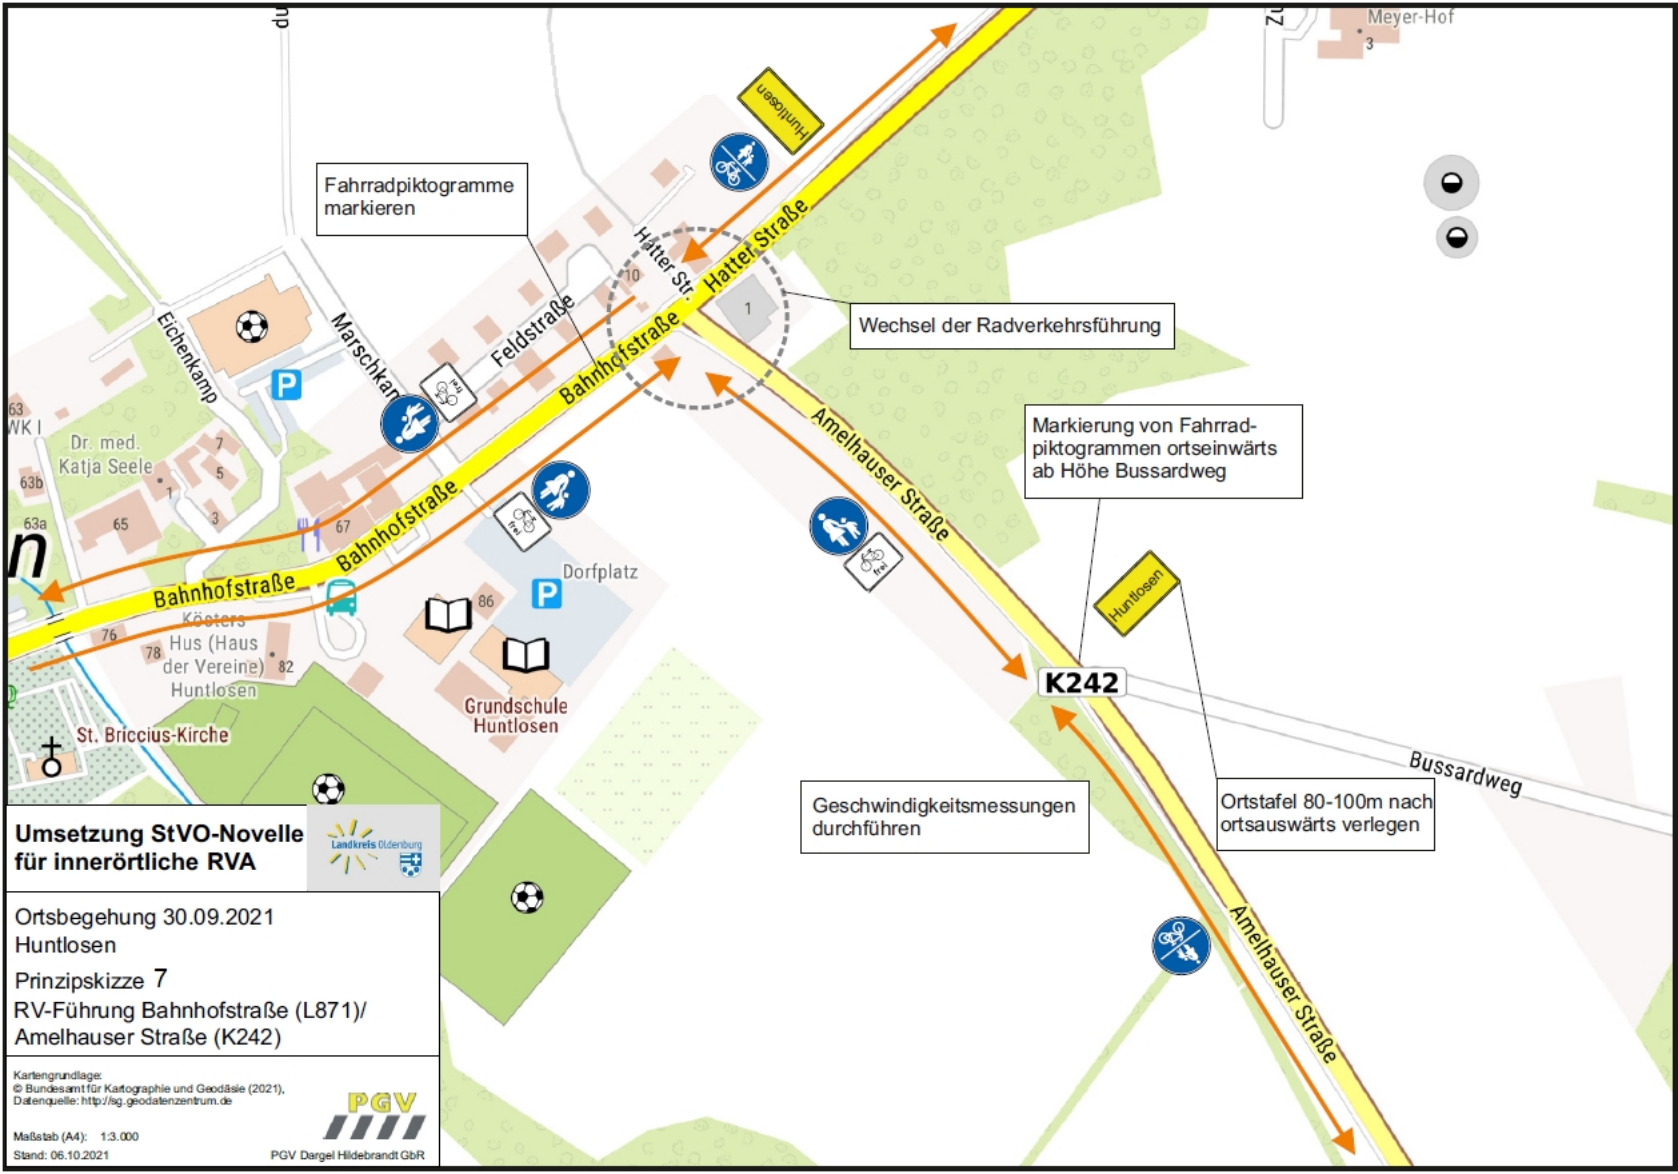 Meyer-Hof
3
Huntlosen
Fahrradpiktogramme
markieren
Hatter Straße
Hatter Str.
10
1
Wechsel der Radverkehrsführung
Feldstraße
Bahnhofstraße
Eichenkamp
P
63
WK I
Dr. med.
Katja Seele
1
7
5
3
63b
63a
65
67
frei
Amelhauser Straße
Markierung von Fahrrad-
piktogrammen ortseinwärts
ab Höhe Bussardweg
Bahnhofstraße
frei
frei
Huntlosen
n
Bahnhofstraße
Dorfplatz
P
86
76
78
Kösters
Hus (Haus
der Vereine)
Huntlosen
82
K242
Grundschule
Huntlosen
St. Briccius-Kirche
Bussardweg
Geschwindigkeitsmessungen
durchführen
Ortstafel 80-100m nach
ortsauswärts verlegen
Amelhauser Straße
Umsetzung StVO-Novelle
für innerörtliche RVA
Landkreis Oldenburg
Ortsbegehung 30.09.2021
Huntlosen
Prinzipskizze 7
RV-Führung Bahnhofstraße (L871)/
Amelhauser Straße (K242)
Kartengrundlage:
© Bundesamt für Kartographie und Geodäsie (2021),
Datenquelle: http://sg.geodatenzentrum.de
Maßstab (A4): 1:3.000
Stand: 06.10.2021
PGV
PGV Dargel Hildebrandt GbR